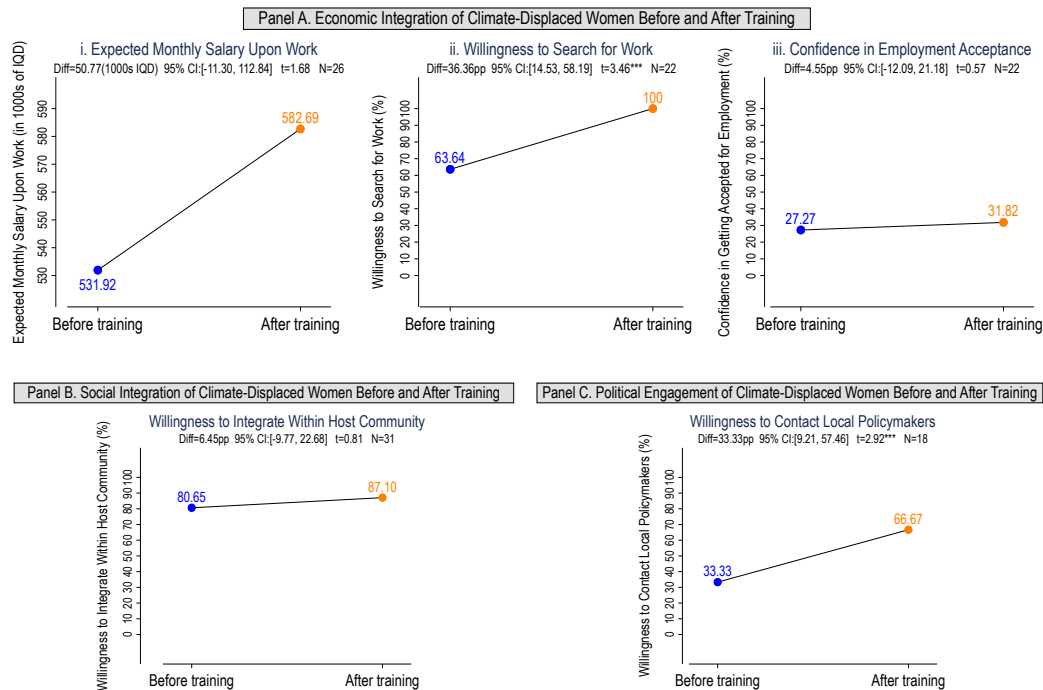 Panel A. Economic Integration of Climate-Displaced Women Before and After Training
i. Expected Monthly Salary Upon Work
Diff=50.77(1000s IQD) 95% CI:[-11.30, 112.84] t=1.68 N=26
Expected Monthly Salary Upon Work (in 1000s of IQD)
590
580
570
560
550
540
530
531.92
582.69
Before training
After training
ii. Willingness to Search for Work
Diff=36.36pp 95% CI:[14.53, 58.19] t=3.46*** N=22
Willingness to Search for Work (%)
100
90
80
70
60
50
40
30
20
10
0
63.64
100
Before training
After training
iii. Confidence in Employment Acceptance
Diff=4.55pp 95% CI:[-12.09, 21.18] t=0.57 N=22
Confidence in Getting Accepted for Employment (%)
100
90
80
70
60
50
40
30
20
10
0
27.27
31.82
Before training
After training
Panel B. Social Integration of Climate-Displaced Women Before and After Training
Willingness to Integrate Within Host Community
Diff=6.45pp 95% CI:[-9.77, 22.68] t=0.81 N=31
Willingness to Integrate Within Host Community (%)
100
90
80
70
60
50
40
30
20
10
0
80.65
87.10
Before training
After training
Panel C. Political Engagement of Climate-Displaced Women Before and After Training
Willingness to Contact Local Policymakers
Diff=33.33pp 95% CI:[9.21, 57.46] t=2.92*** N=18
Willingness to Contact Local Policymakers (%)
100
90
80
70
60
50
40
30
20
10
0
33.33
66.67
Before training
After training